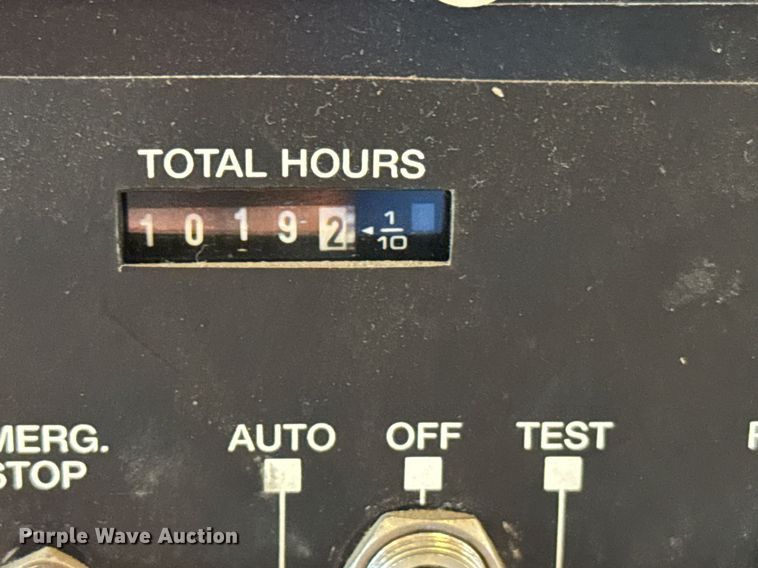 TOTAL HOURS
1 0 1 9 2 ◄ 1/10
MERG. STOP
AUTO
OFF
TEST
Purple Wave Auction